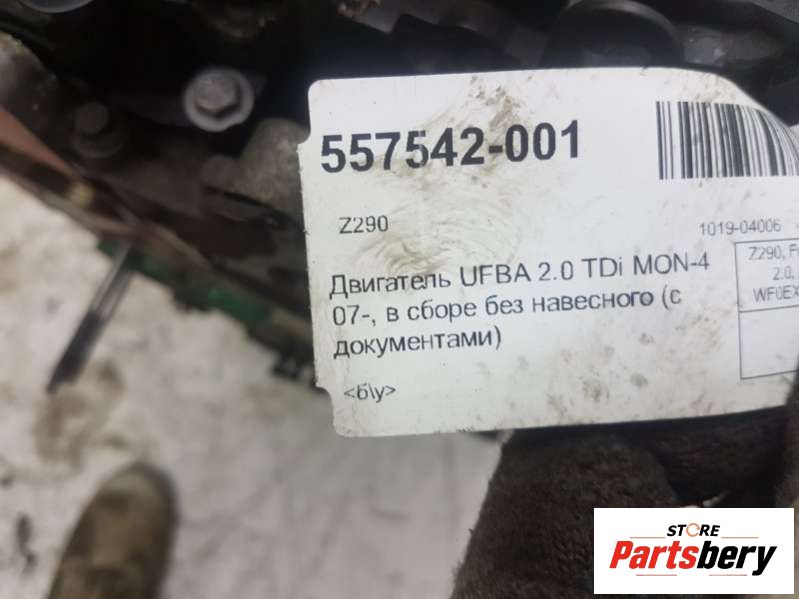 557542-001
Z290
1019-04006
Z290,
2.0,
Двигатель UFBA 2.0 TDi MON-4
07-, в сборе без навесного (с
документами)
<б\у>
STORE
Partsbery